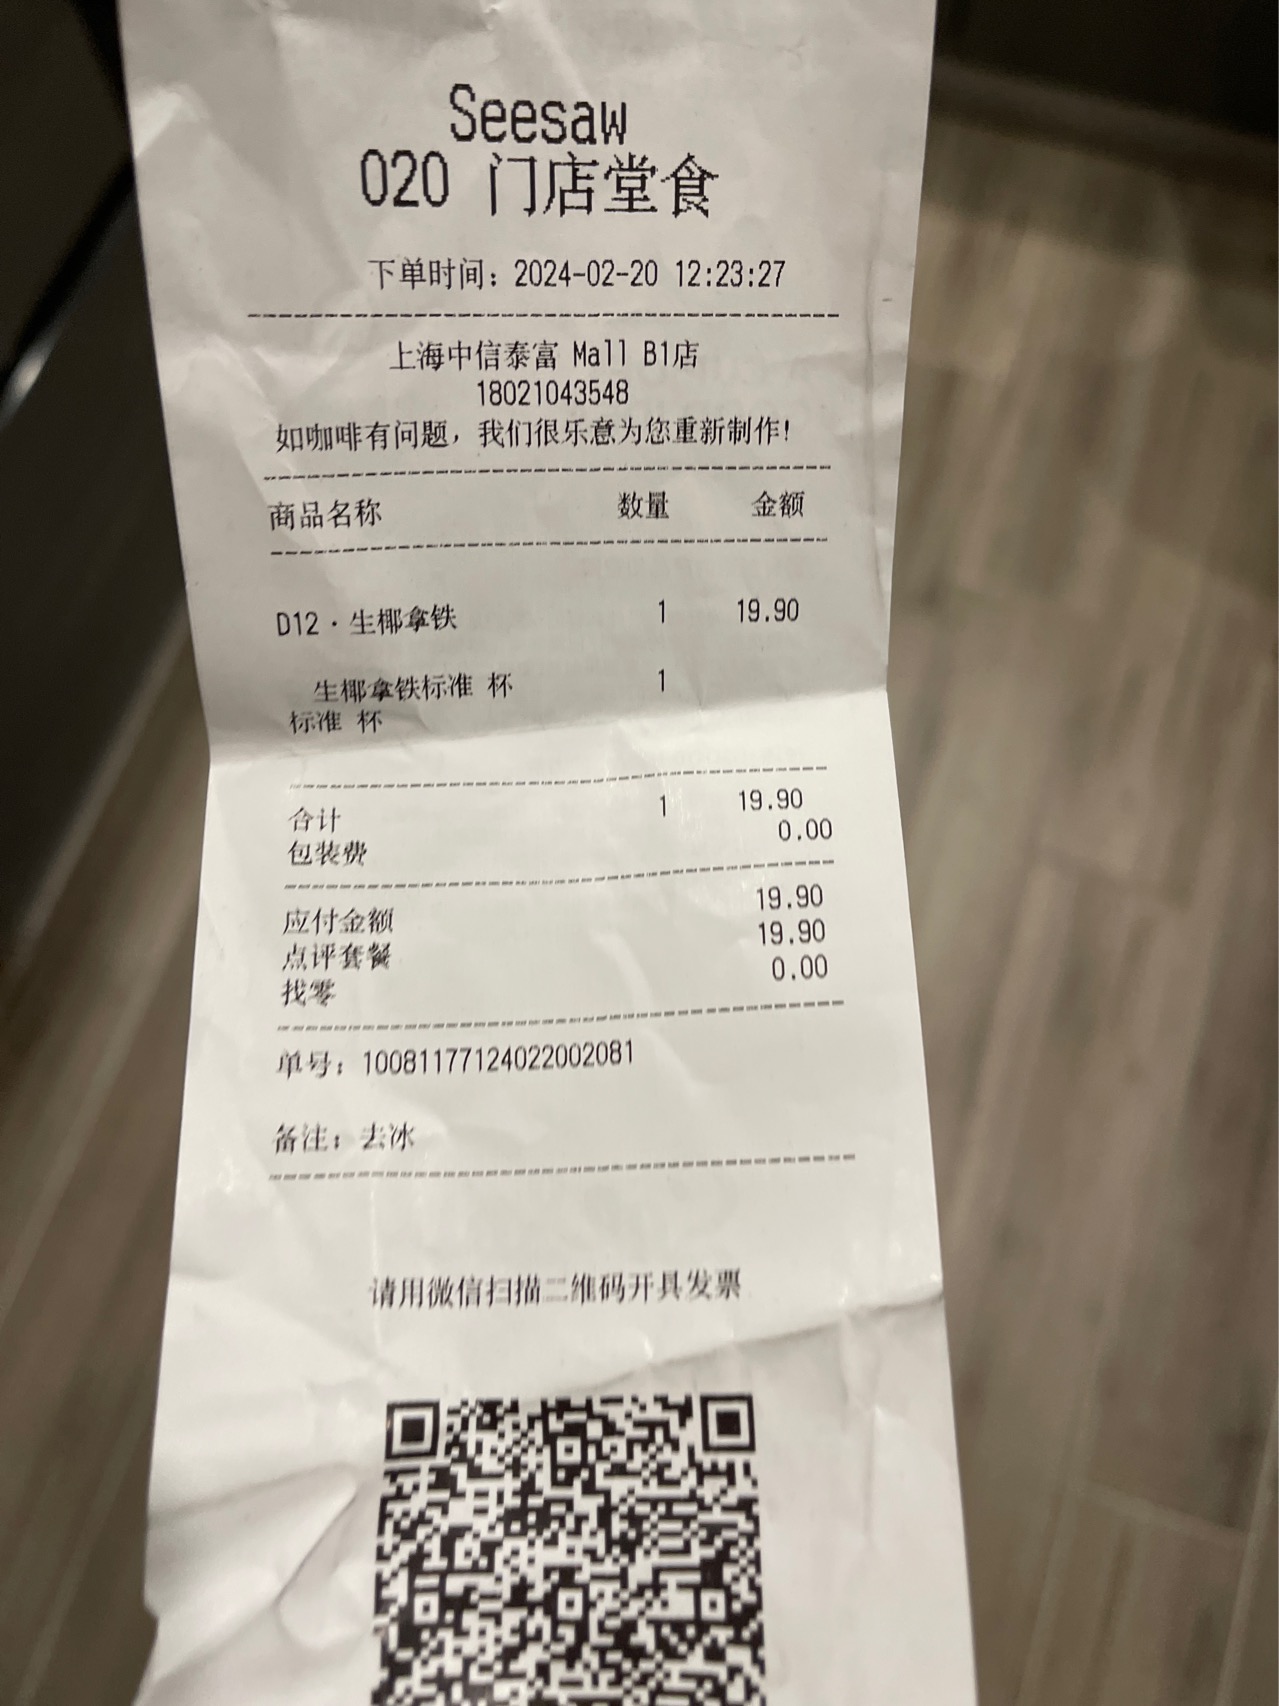 Seesaw
020 门店堂食
下单时间：2024-02-20 12:23:27
上海中信泰富 Mall B1店
18021043548
如咖啡有问题，我们很乐意为您重新制作！
商品名称 数量 金额
D12·生椰拿铁 1 19.90
生椰拿铁标准 杯 1
标准 杯
合计 1 19.90
包装费 0.00
应付金额 19.90
点评套餐 19.90
找零 0.00
单号：10081177124022002081
备注：去冰
请用微信扫描二维码开具发票